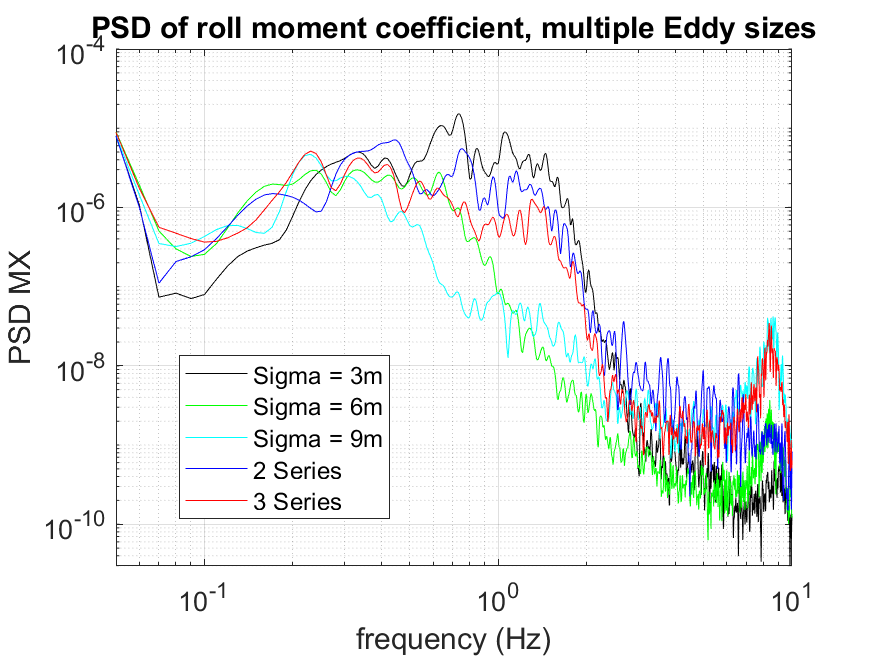 PSD of roll moment coefficient, multiple Eddy sizes
10^-4
10^-6
10^-8
10^-10
PSD MX
Sigma = 3m
Sigma = 6m
Sigma = 9m
2 Series
3 Series
10^-1 10^0 10^1
frequency (Hz)